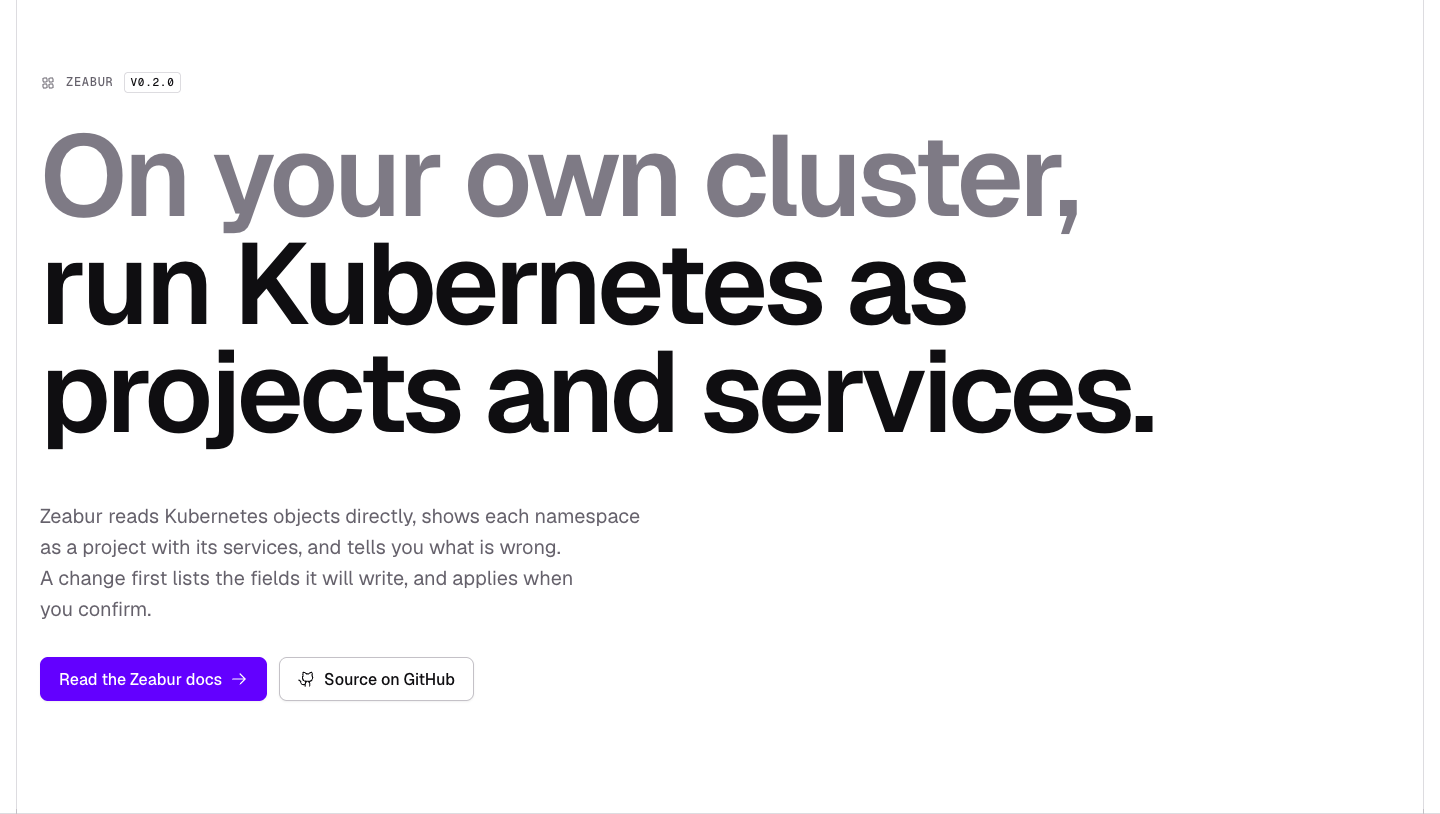 ZEABUR V0.2.0
On your own cluster,
run Kubernetes as
projects and services.
Zeabur reads Kubernetes objects directly, shows each namespace
as a project with its services, and tells you what is wrong.
A change first lists the fields it will write, and applies when
you confirm.
Read the Zeabur docs → Source on GitHub